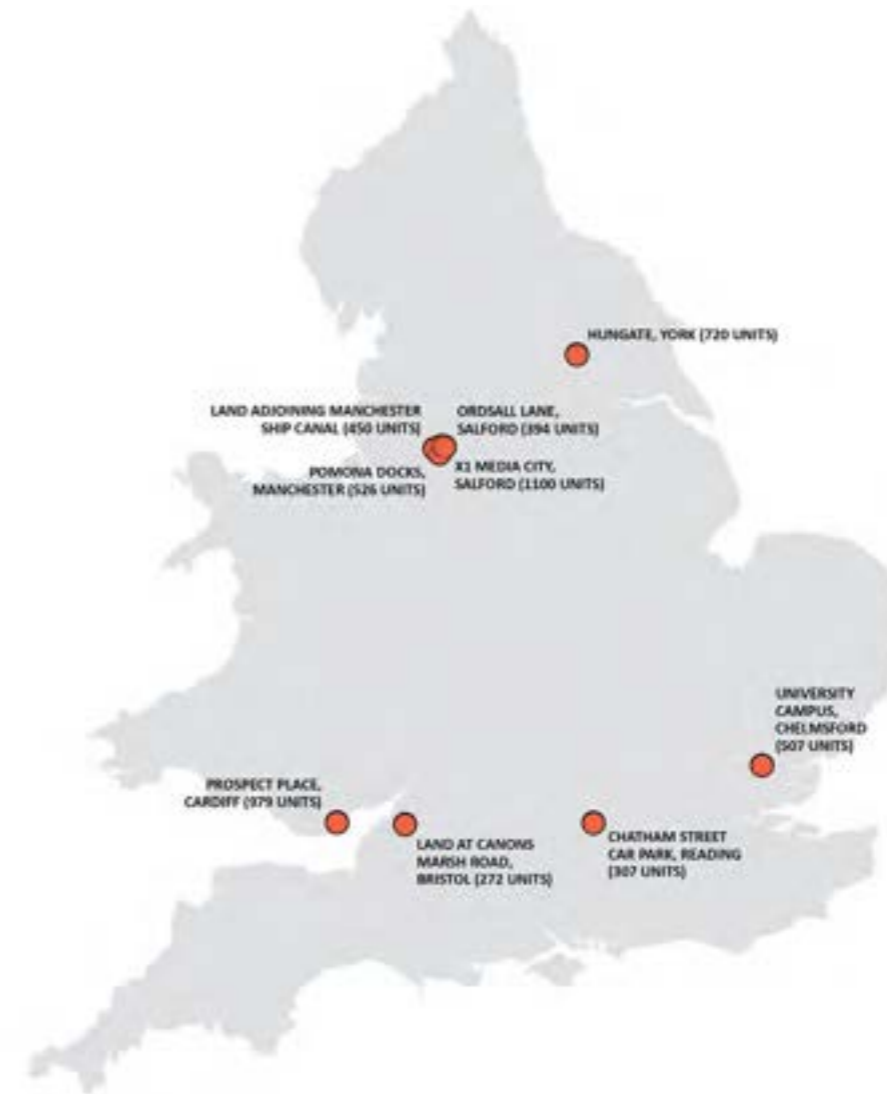 HUNGATE, YORK (720 UNITS)
LAND ADJOINING MANCHESTER
SHIP CANAL (450 UNITS)
ORDSALL LANE,
SALFORD (394 UNITS)
POMONA DOCKS,
MANCHESTER (526 UNITS)
X1 MEDIA CITY,
SALFORD (1100 UNITS)
UNIVERSITY
CAMPUS,
CHELMSFORD
(507 UNITS)
PROSPECT PLACE,
CARDIFF (979 UNITS)
LAND AT CANONS
MARSH ROAD,
BRISTOL (272 UNITS)
CHATHAM STREET
CAR PARK, READING
(307 UNITS)